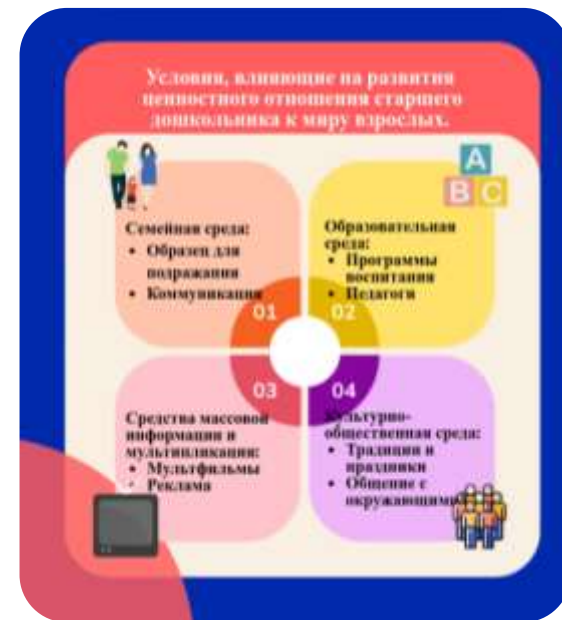 Условия, влияющие на развития
ценностного отношения старшего
дошкольника к миру взрослых.
A
B C
Семейная среда:
• Образец для
подражания
• Коммуникация
01
Образовательная
среда:
• Программы
воспитания
• Педагоги
02
03
Средства массовой
информации и
мультипликация:
• Мультфильмы
• Реклама
04
Культурно-
общественная среда:
• Традиции и
праздники
• Общение с
окружающими